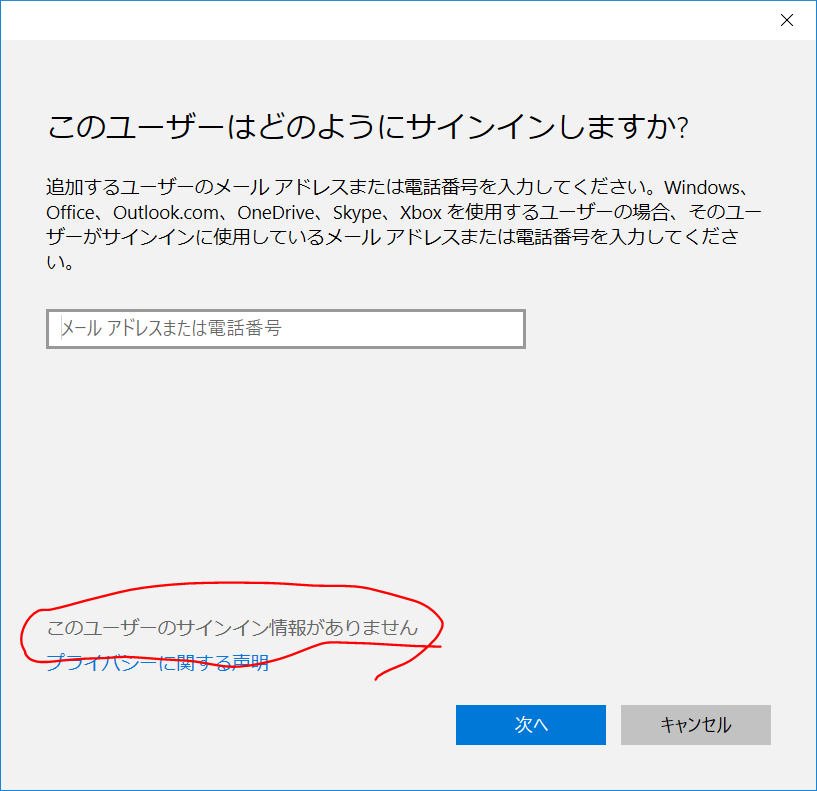 このユーザーはどのようにサインインしますか?
追加するユーザーのメール アドレスまたは電話番号を入力してください。Windows、
Office、Outlook.com、OneDrive、Skype、Xbox を使用するユーザーの場合、そのユー
ザーがサインインに使用しているメール アドレスまたは電話番号を入力してくださ
い。
メール アドレスまたは電話番号
このユーザーのサインイン情報がありません
プライバシーに関する声明
次へ
キャンセル